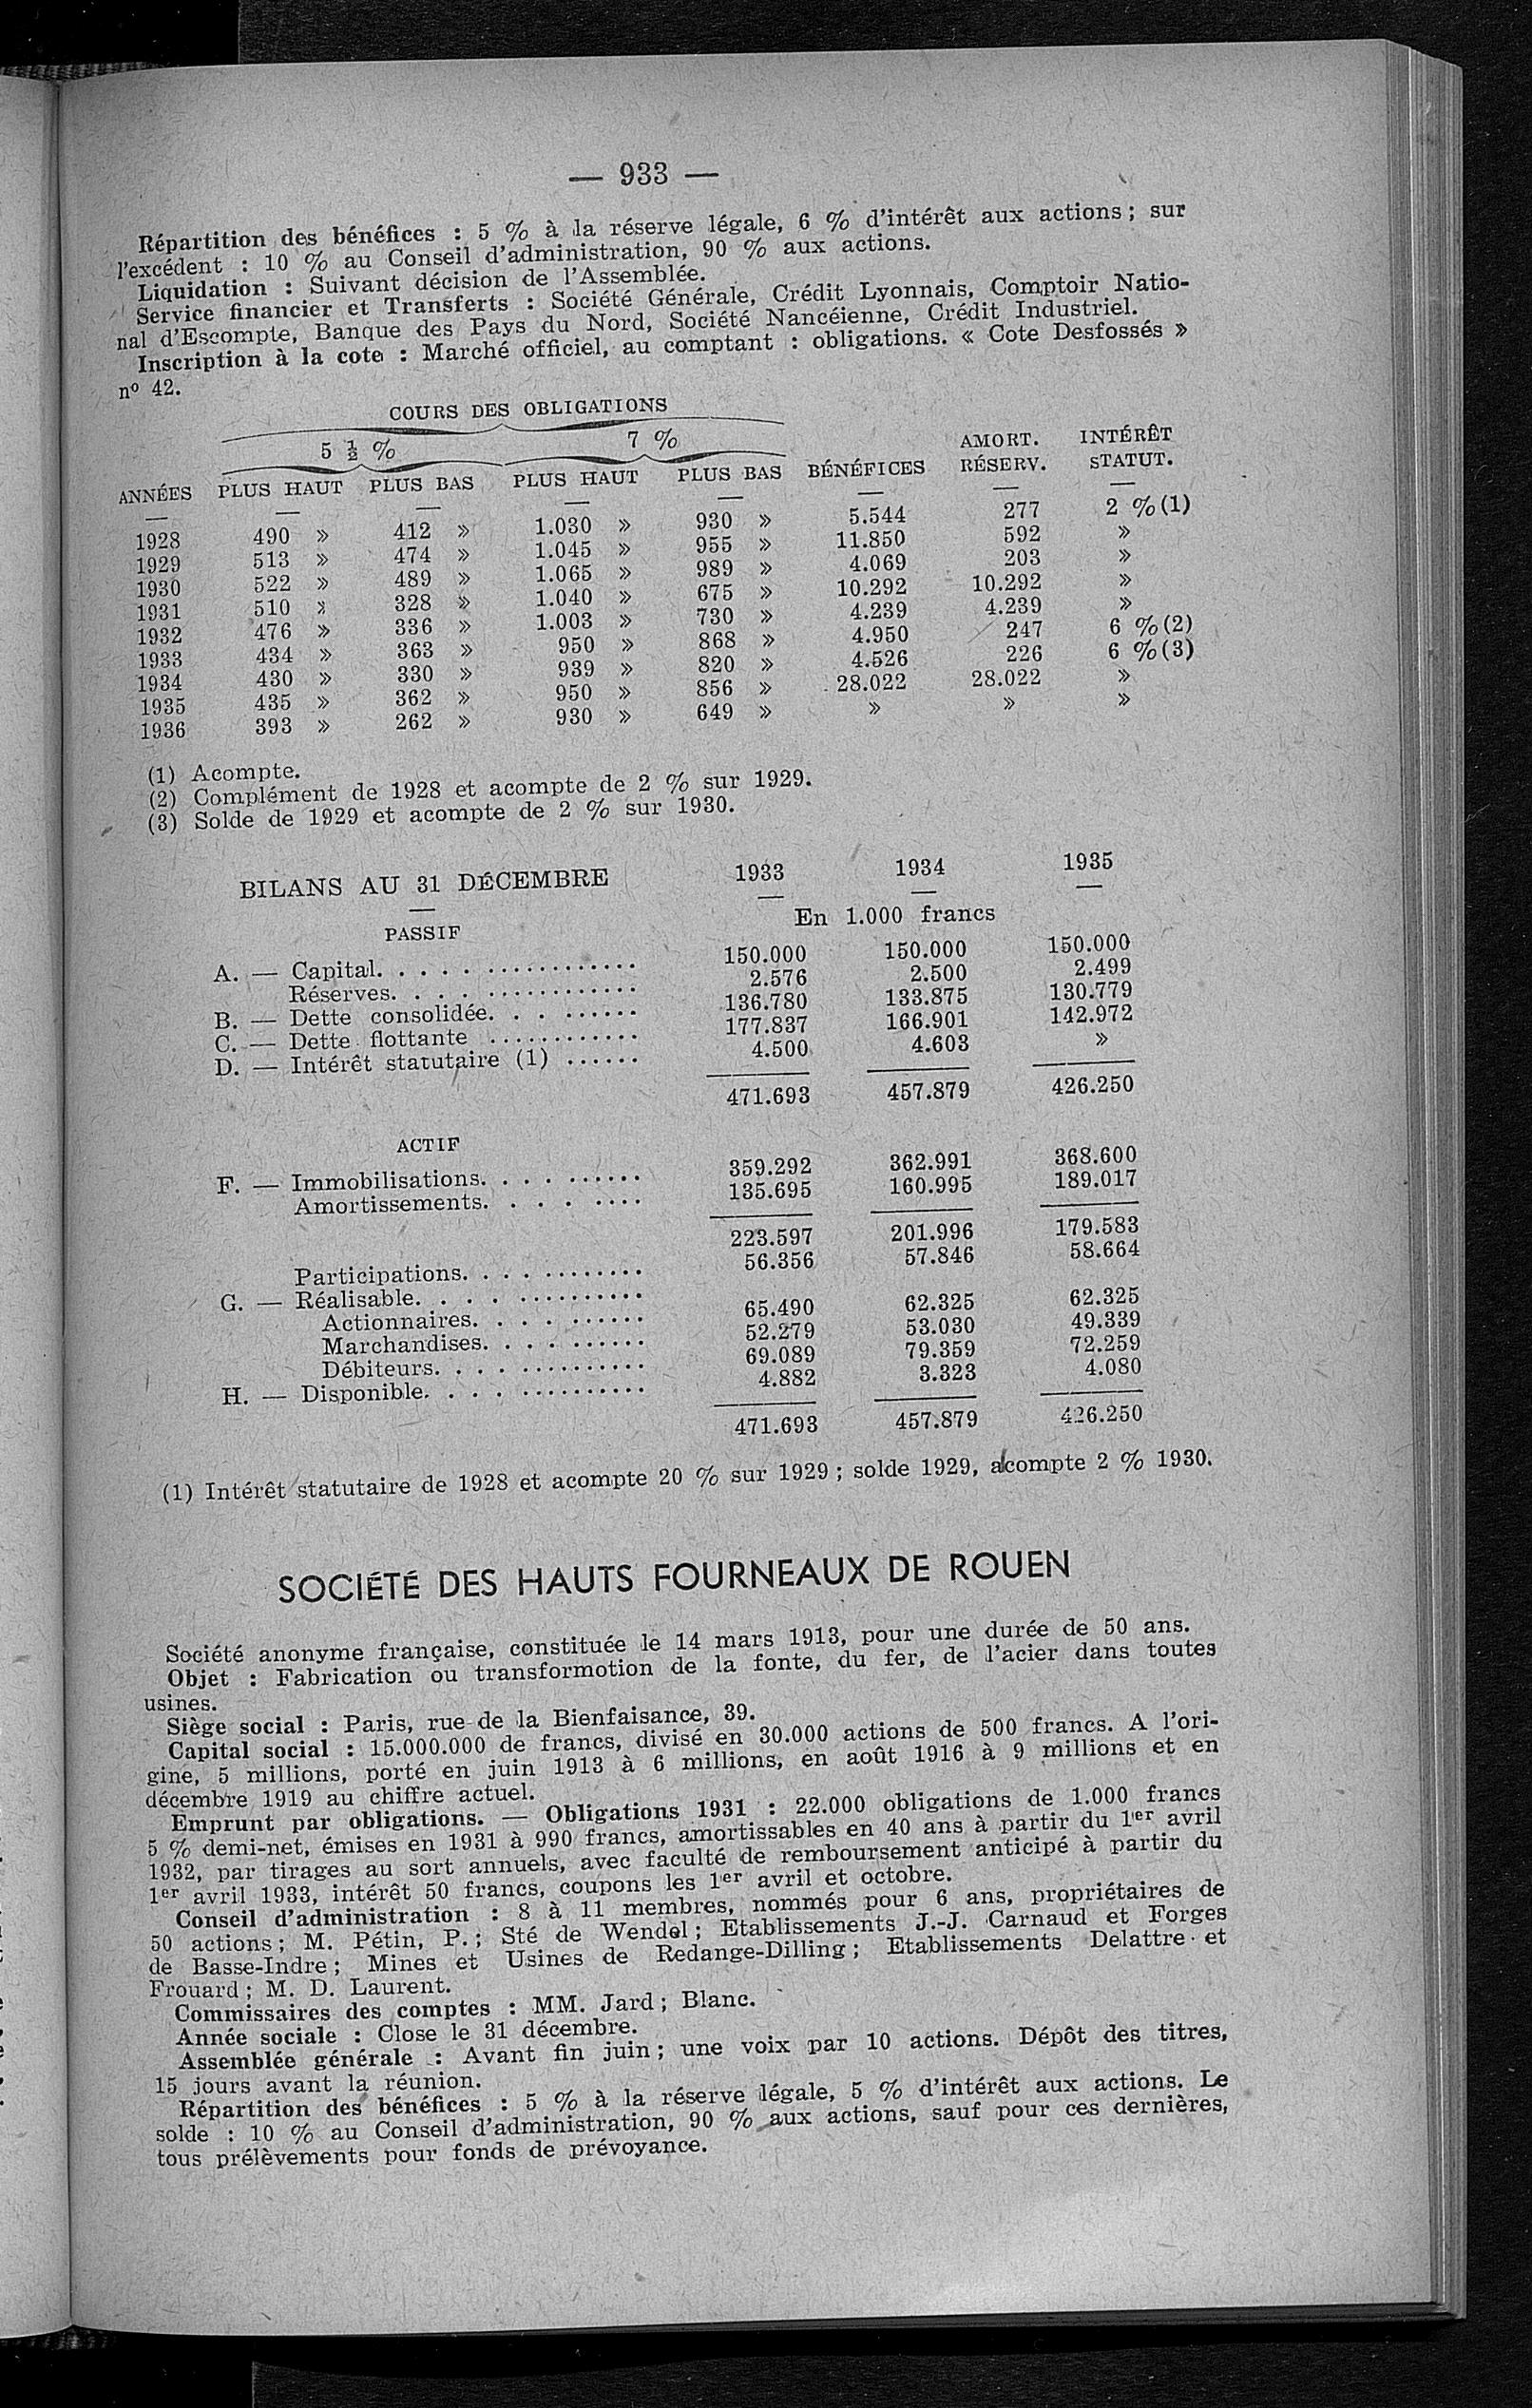 — 933 —
Répartition des bénéfices : 5 % à la réserve légale, 6 % d'intérêt aux actions; sur
l'excédent : 10 % au Conseil d'administration, 90 % aux actions.
Liquidation : Suivant décision de l'Assemblée.
Service financier et Transferts : Société Générale, Crédit Lyonnais, Comptoir Natio-
nal d'Escompte, Banque des Pays du Nord, Société Nancéienne, Crédit Industriel.
Inscription à la cote : Marché officiel, au comptant : obligations. « Cote Desfossés »
nº 42.
COURS DES OBLIGATIONS
5 ½ % 7 % AMORT. INTÉRÊT
ANNÉES PLUS HAUT PLUS BAS PLUS HAUT PLUS BAS BÉNÉFICES RÉSERV. STATUT.
— — — — — — — —
1928 490 » 412 » 1.030 » 930 » 5.544 277 2 % (1)
1929 513 » 474 » 1.045 » 955 » 11.850 592 »
1930 522 » 489 » 1.065 » 989 » 4.069 203 »
1931 510 » 328 » 1.040 » 675 » 10.292 10.292 »
1932 476 » 336 » 1.003 » 730 » 4.239 4.239 »
1933 434 » 363 » 950 » 868 » 4.950 247 6 % (2)
1934 430 » 330 » 939 » 820 » 4.526 226 6 % (3)
1935 435 » 362 » 950 » 856 » 28.022 28.022 »
1936 393 » 262 » 930 » 649 » » » »
(1) Acompte.
(2) Complément de 1928 et acompte de 2 % sur 1929.
(3) Solde de 1929 et acompte de 2 % sur 1930.
BILANS AU 31 DÉCEMBRE 1933 1934 1935
— — — —
En 1.000 francs
PASSIF
A. — Capital. 150.000 150.000 150.000
Réserves. 2.576 2.500 2.499
B. — Dette consolidée. 136.780 133.875 130.779
C. — Dette flottante 177.837 166.901 142.972
D. — Intérêt statutaire (1) 4.500 4.603 »
471.693 457.879 426.250
ACTIF
F. — Immobilisations. 359.292 362.991 368.600
Amortissements. 135.695 160.995 189.017
223.597 201.996 179.583
Participations. 56.356 57.846 58.664
G. — Réalisable.
Actionnaires. 65.490 62.325 62.325
Marchandises. 52.279 53.030 49.339
Débiteurs. 69.089 79.359 72.259
H. — Disponible. 4.882 3.323 4.080
471.693 457.879 426.250
(1) Intérêt statutaire de 1928 et acompte 20 % sur 1929 ; solde 1929, acompte 2 % 1930.
SOCIÉTÉ DES HAUTS FOURNEAUX DE ROUEN
Société anonyme française, constituée le 14 mars 1913, pour une durée de 50 ans.
Objet : Fabrication ou transformotion de la fonte, du fer, de l'acier dans toutes
usines.
Siège social : Paris, rue de la Bienfaisance, 39.
Capital social : 15.000.000 de francs, divisé en 30.000 actions de 500 francs. A l'ori-
gine, 5 millions, porté en juin 1913 à 6 millions, en août 1916 à 9 millions et en
décembre 1919 au chiffre actuel.
Emprunt par obligations. — Obligations 1931 : 22.000 obligations de 1.000 francs
5 % demi-net, émises en 1931 à 990 francs, amortissables en 40 ans à partir du 1er avril
1932, par tirages au sort annuels, avec faculté de remboursement anticipé à partir du
1er avril 1933, intérêt 50 francs, coupons les 1er avril et octobre.
Conseil d'administration : 8 à 11 membres, nommés pour 6 ans, propriétaires de
50 actions; M. Pétin, P.; Sté de Wendel; Etablissements J.-J. Carnaud et Forges
de Basse-Indre; Mines et Usines de Redange-Dilling; Etablissements Delattre et
Frouard; M. D. Laurent.
Commissaires des comptes : MM. Jard; Blanc.
Année sociale : Close le 31 décembre.
Assemblée générale : Avant fin juin; une voix par 10 actions. Dépôt des titres,
15 jours avant la réunion.
Répartition des bénéfices : 5 % à la réserve légale, 5 % d'intérêt aux actions. Le
solde : 10 % au Conseil d'administration, 90 % aux actions, sauf pour ces dernières,
tous prélèvements pour fonds de prévoyance.